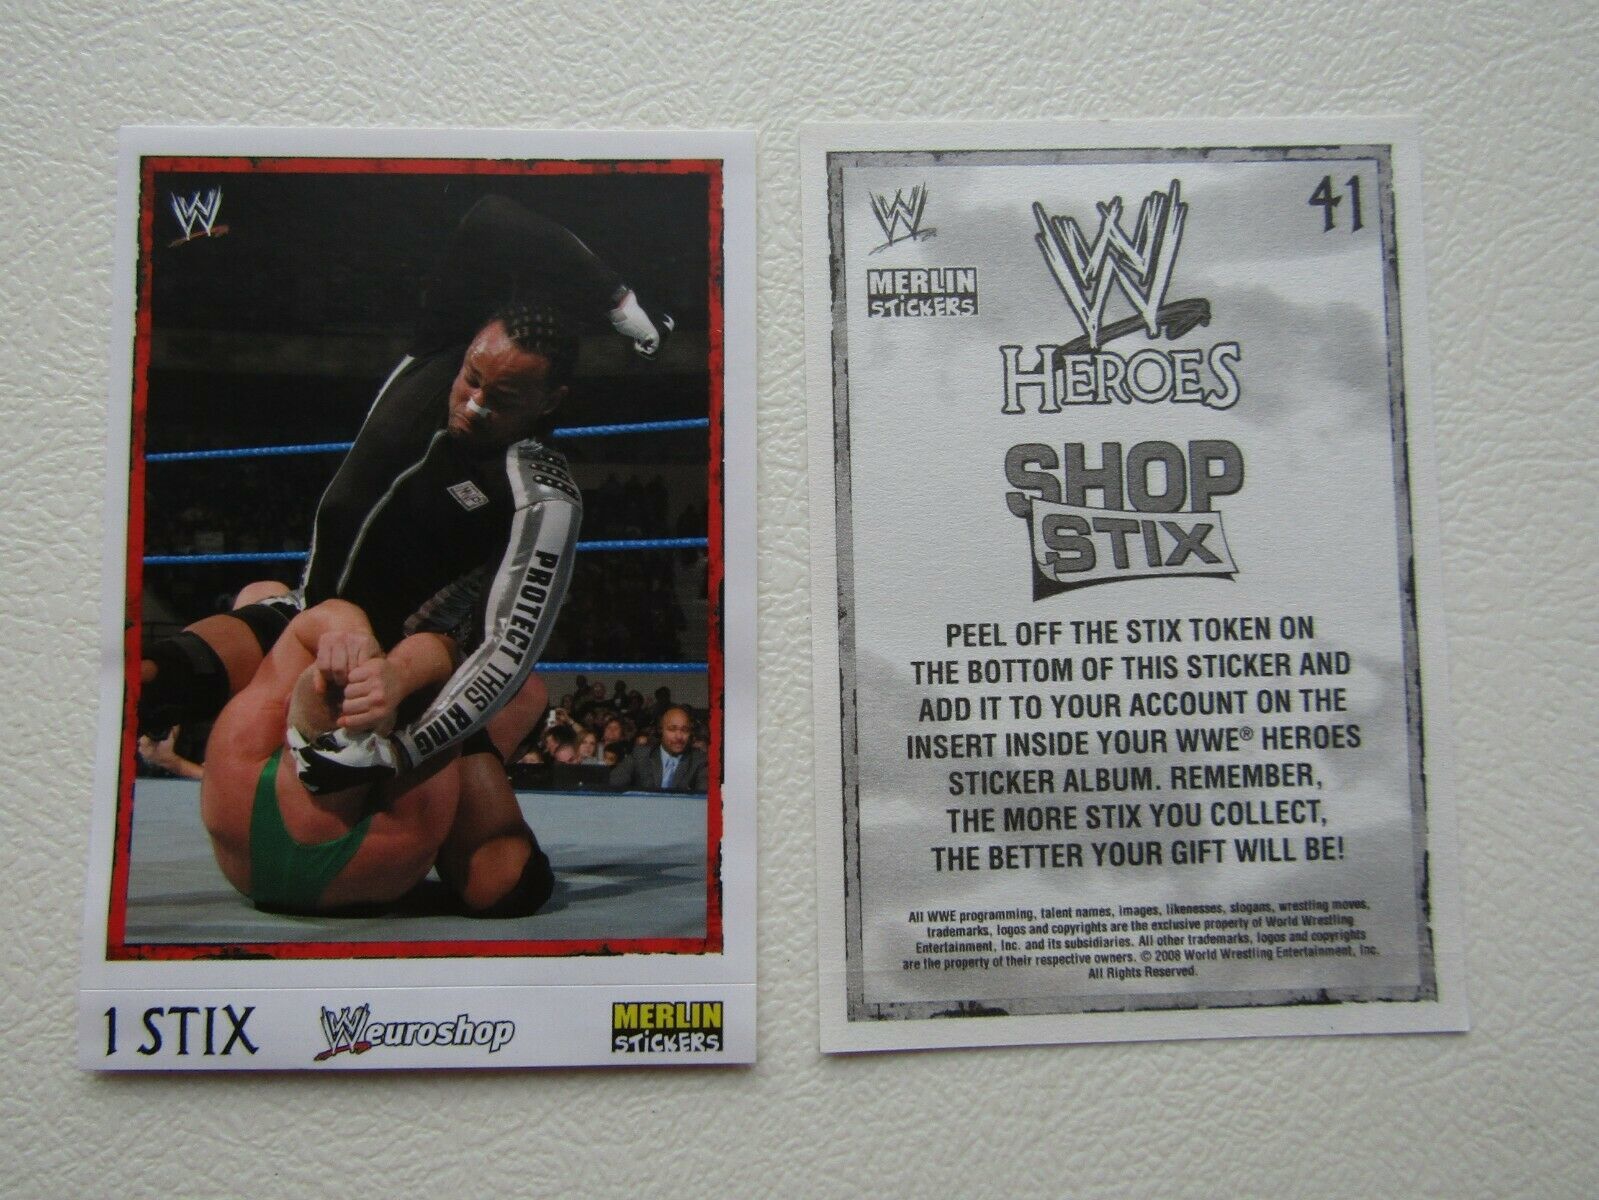 W
MVP
PROTECT THIS RING
1 STIX
W euroshop
MERLIN
STICKERS
W
41
MERLIN
STICKERS
W
HEROES
SHOP
STIX
PEEL OFF THE STIX TOKEN ON
THE BOTTOM OF THIS STICKER AND
ADD IT TO YOUR ACCOUNT ON THE
INSERT INSIDE YOUR WWE® HEROES
STICKER ALBUM. REMEMBER,
THE MORE STIX YOU COLLECT,
THE BETTER YOUR GIFT WILL BE!
All WWE programming, talent names, images, likenesses, slogans, wrestling moves,
trademarks, logos and copyrights are the exclusive property of World Wrestling
Entertainment, Inc. and its subsidiaries. All other trademarks, logos and copyrights
are the property of their respective owners. © 2008 World Wrestling Entertainment, Inc.
All Rights Reserved.